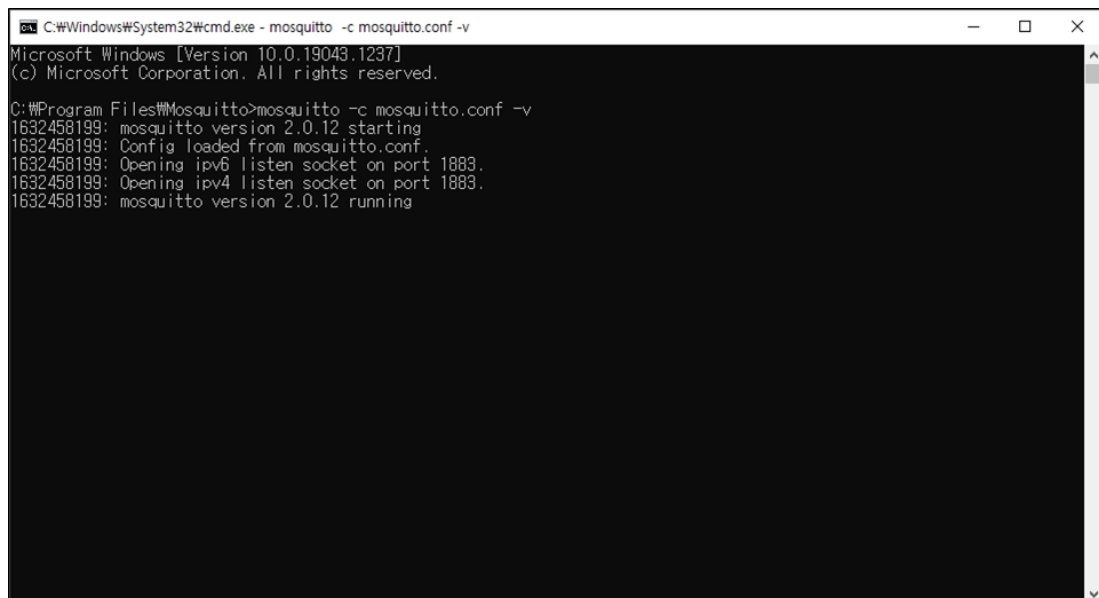 C:₩Windows₩System32₩cmd.exe - mosquitto  -c mosquitto.conf -v
Microsoft Windows [Version 10.0.19043.1237]
(c) Microsoft Corporation. All rights reserved.
C:₩Program Files₩Mosquitto>mosquitto -c mosquitto.conf -v
1632458199: mosquitto version 2.0.12 starting
1632458199: Config loaded from mosquitto.conf.
1632458199: Opening ipv6 listen socket on port 1883.
1632458199: Opening ipv4 listen socket on port 1883.
1632458199: mosquitto version 2.0.12 running